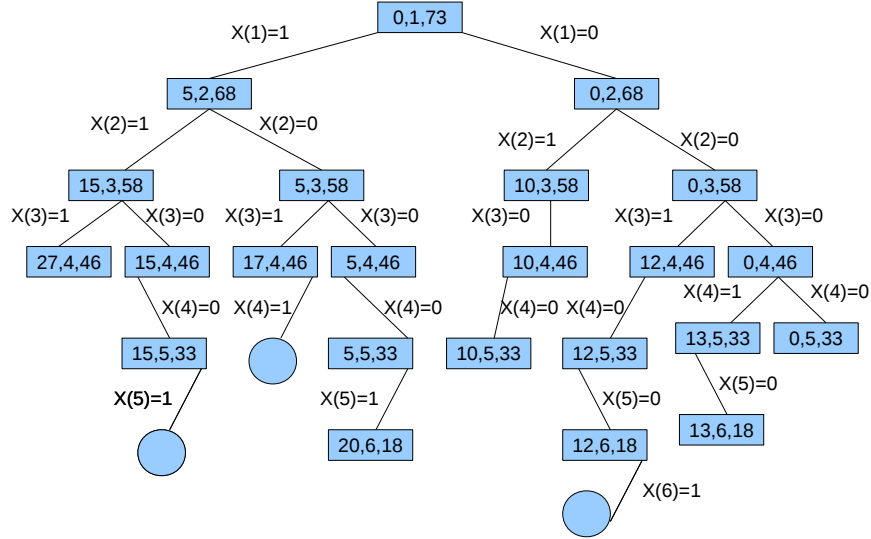 0,1,73
X(1)=1
X(1)=0
5,2,68
0,2,68
X(2)=1
X(2)=0
X(2)=1
X(2)=0
15,3,58
5,3,58
10,3,58
0,3,58
X(3)=1
X(3)=0
X(3)=1
X(3)=0
X(3)=0
X(3)=1
X(3)=0
27,4,46
15,4,46
17,4,46
5,4,46
10,4,46
12,4,46
0,4,46
X(4)=0
X(4)=1
X(4)=0
X(4)=0
X(4)=0
X(4)=1
X(4)=0
15,5,33
5,5,33
10,5,33
12,5,33
13,5,33
0,5,33
X(5)=1
X(5)=1
X(5)=0
X(5)=0
20,6,18
12,6,18
13,6,18
X(6)=1